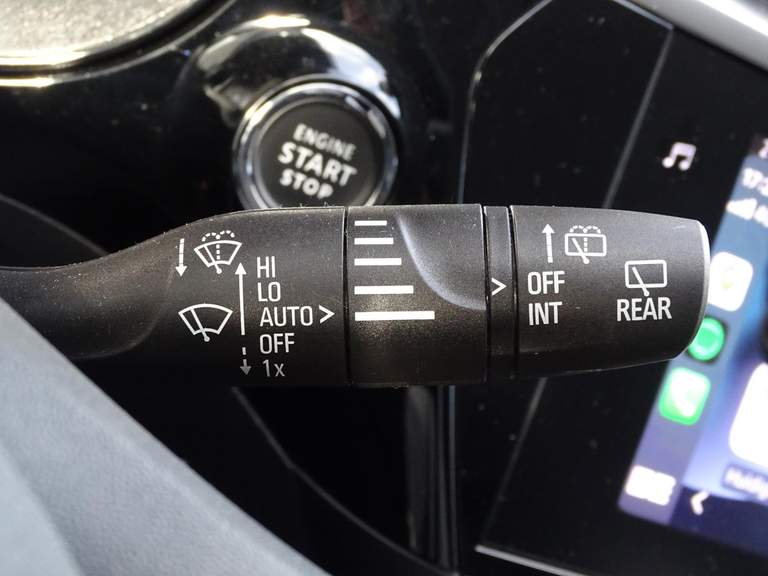 ENGINE
START
STOP
HI
LO
AUTO >
OFF
1x
> OFF
INT
REAR